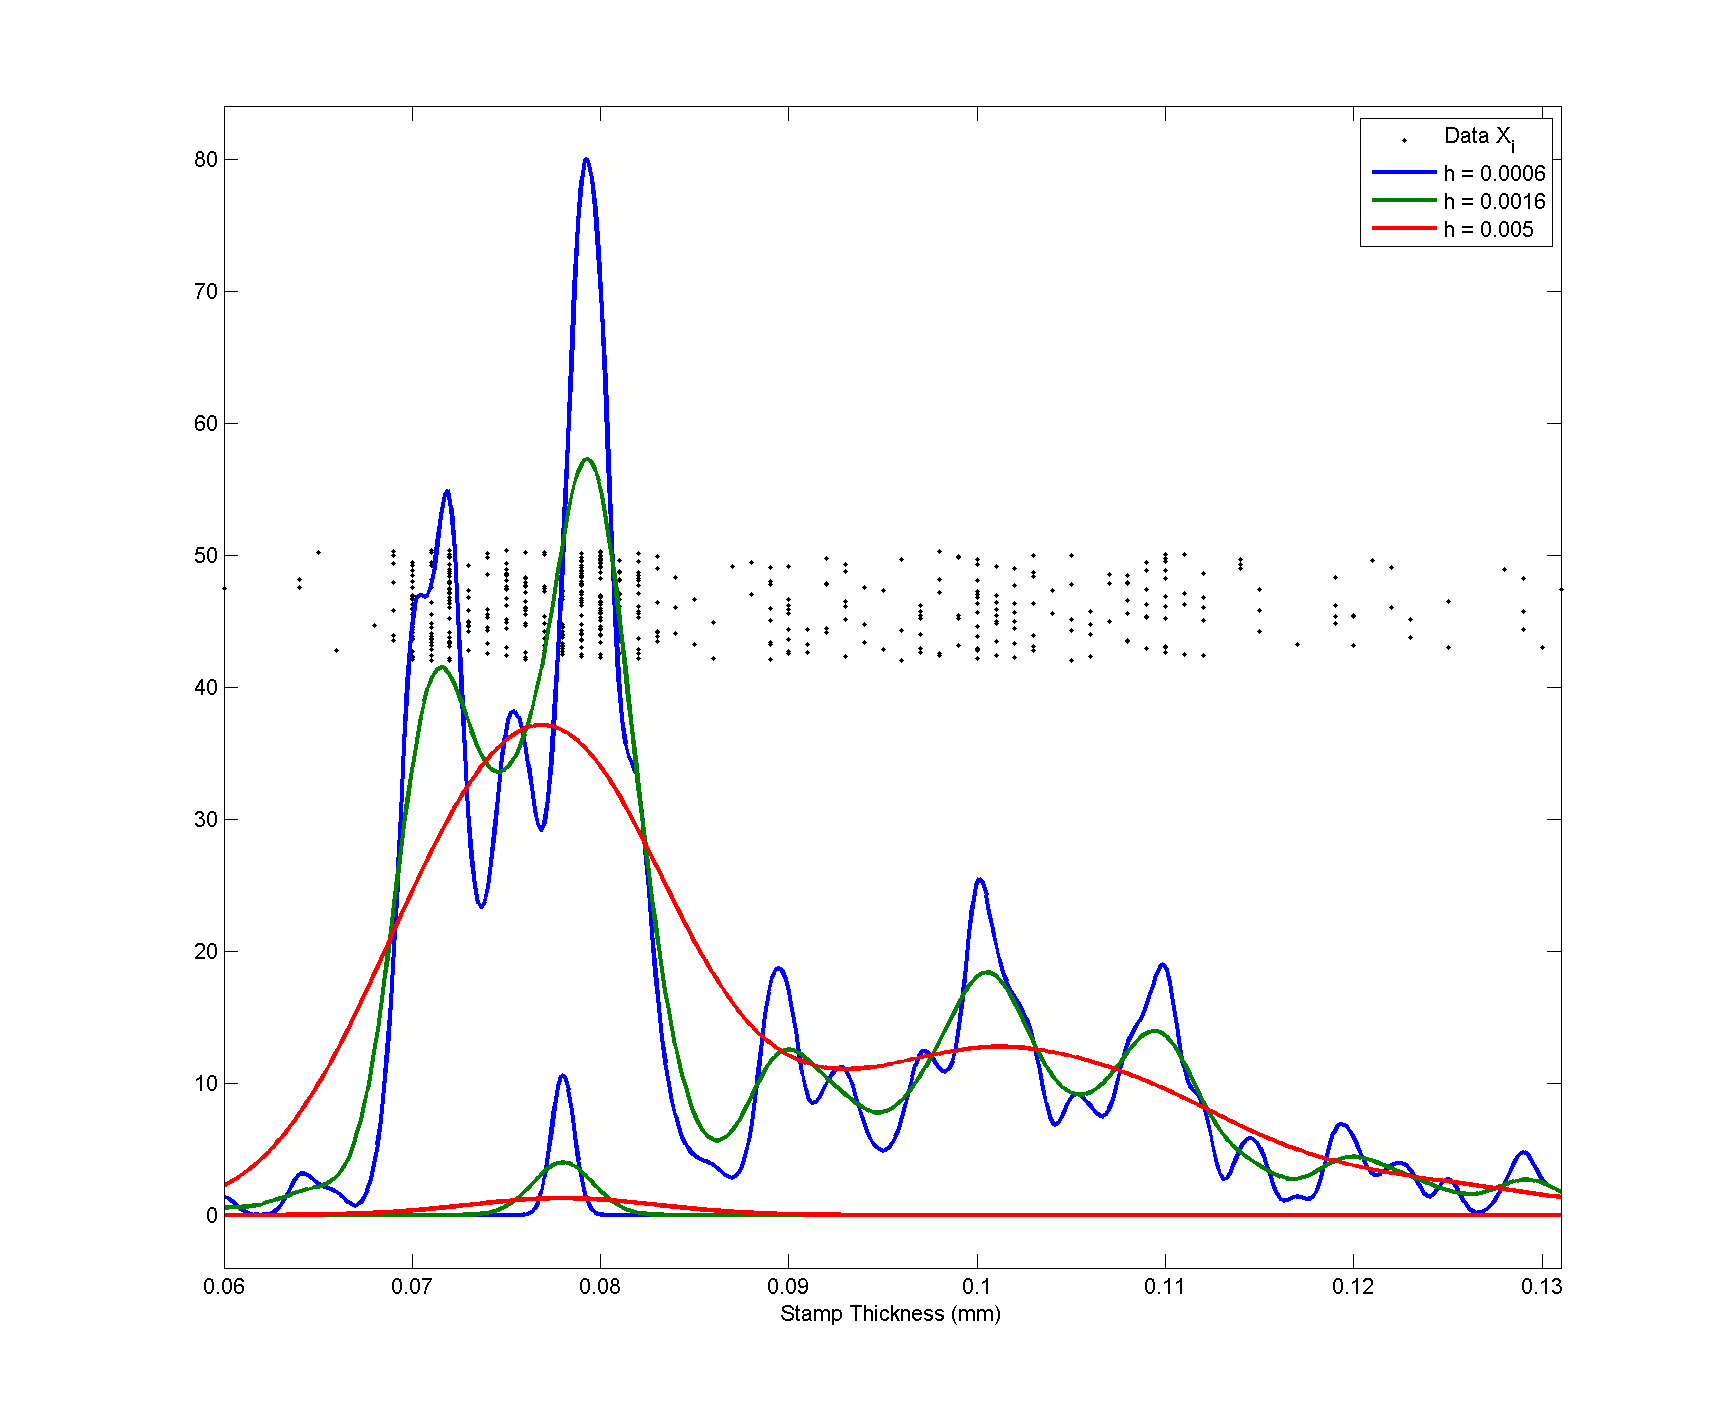 Data X_i
h = 0.0006
h = 0.0016
h = 0.005
80
70
60
50
40
30
20
10
0
0.06 0.07 0.08 0.09 0.1 0.11 0.12 0.13
Stamp Thickness (mm)